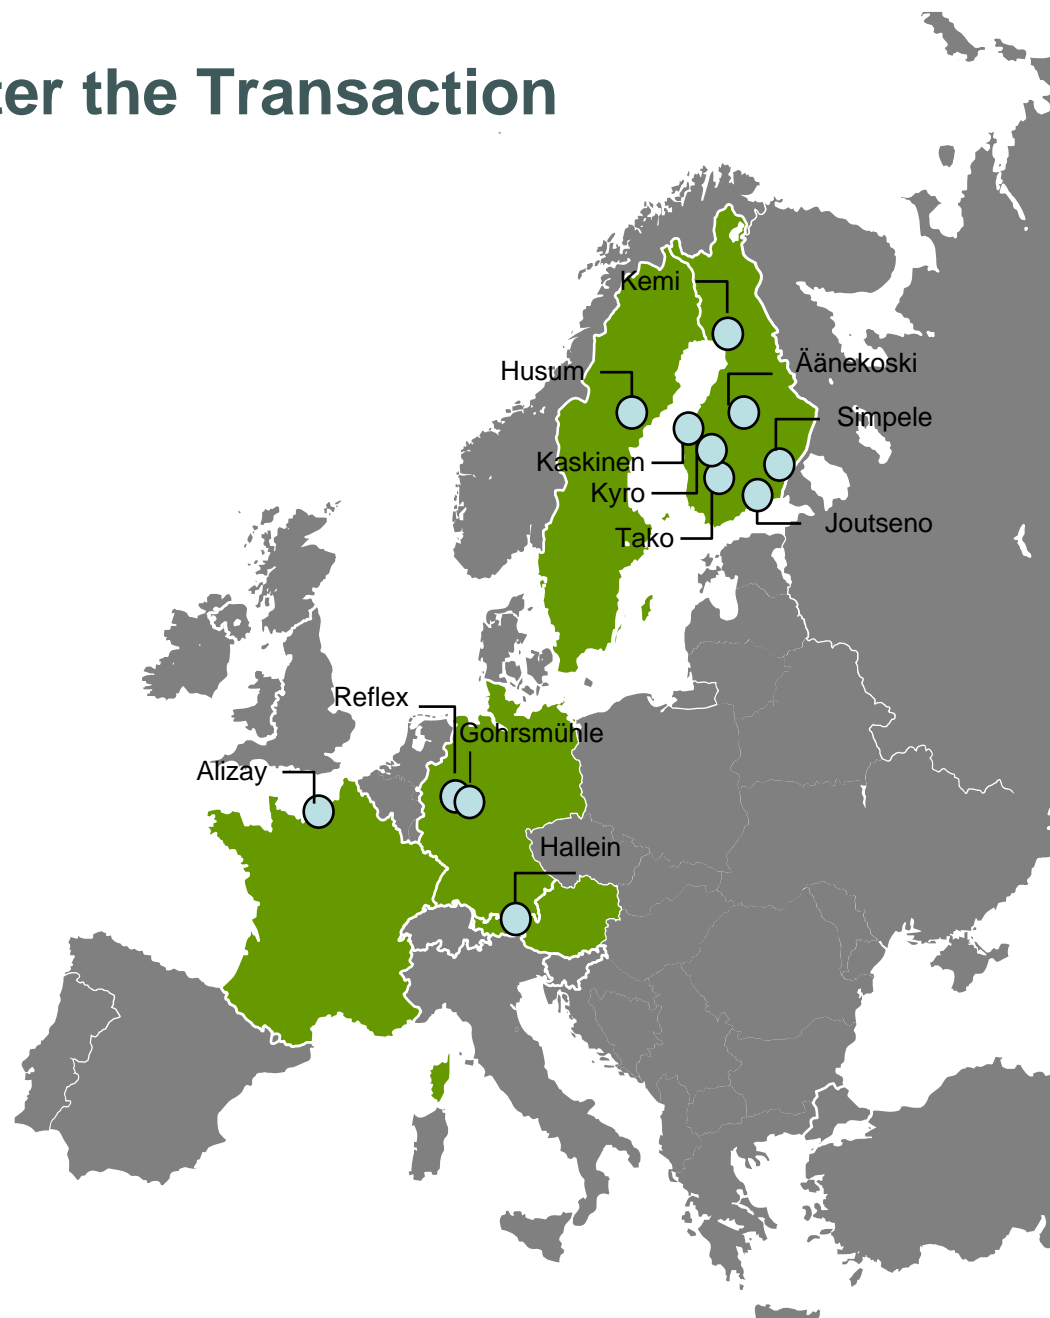 ter the Transaction
Kemi
Äänekoski
Husum
Simpele
Kaskinen
Kyro
Joutseno
Tako
Reflex
Gohrsmühle
Alizay
Hallein